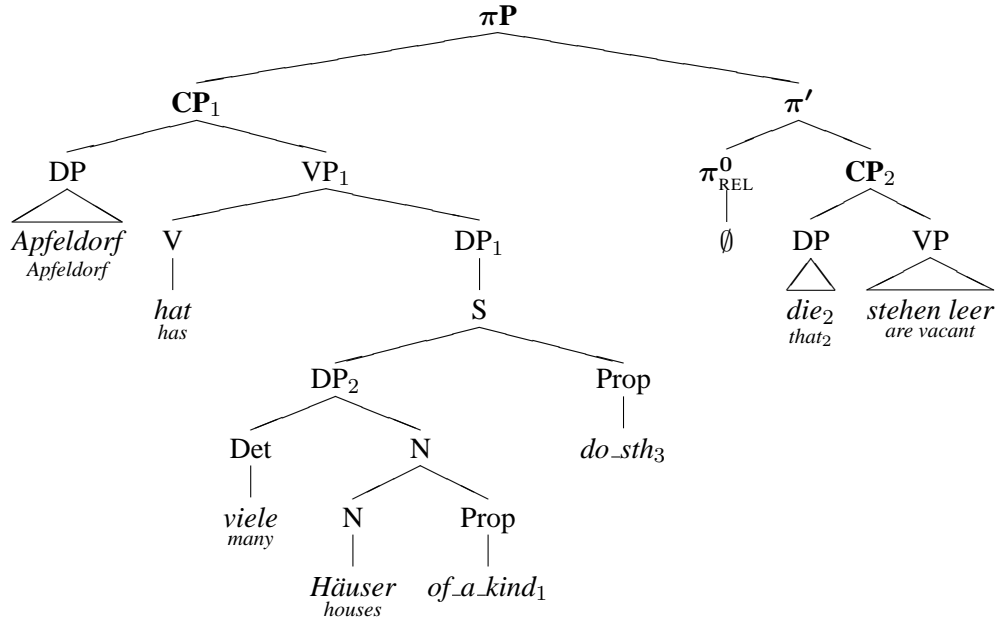 πP
CP₁ π′
DP VP₁ π⁰REL CP₂
Apfeldorf V DP₁ ∅ DP VP
Apfeldorf
hat S die₂ stehen leer
has that₂ are vacant
DP₂ Prop
Det N do_sth₃
viele N Prop
many
Häuser of_a_kind₁
houses